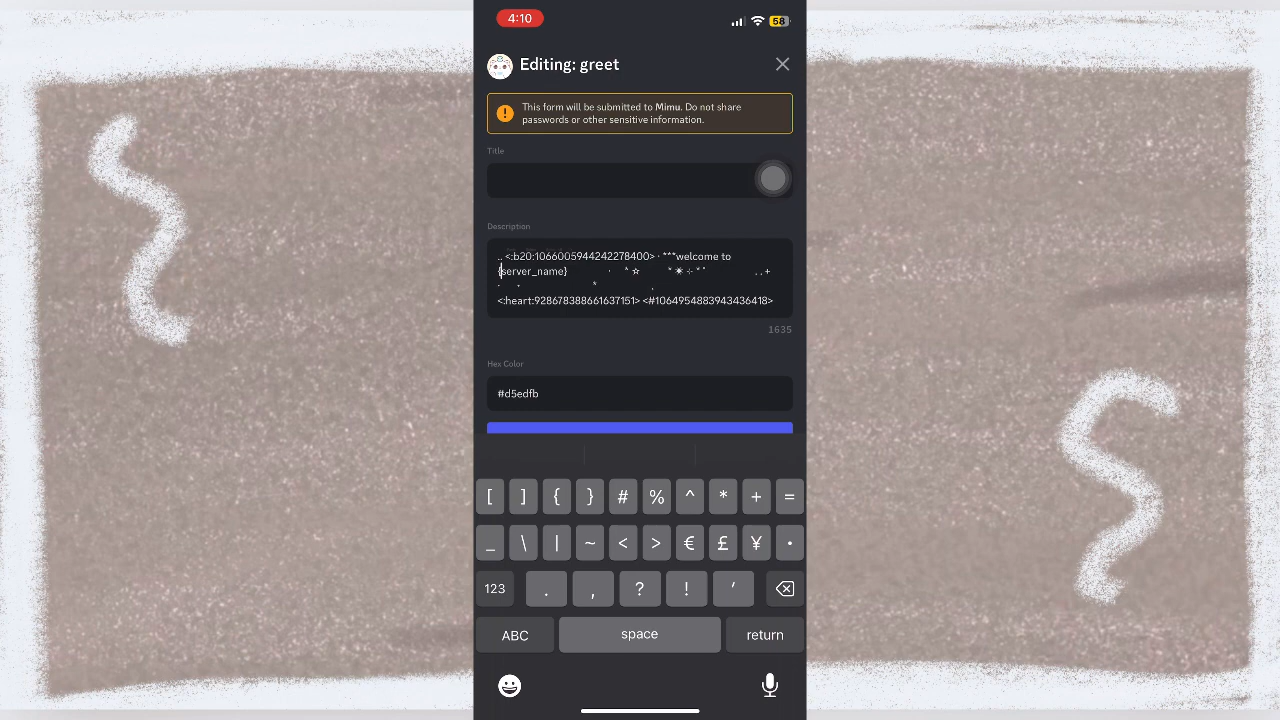 4:10
58
Editing: greet
This form will be submitted to Mimu. Do not share
passwords or other sensitive information.
Title
Description
.. <:b20:1066005944242278400> · ***welcome to
{server_name} · * ☆ * ☀ ⊹ * " . . +
· • * .
<:heart:928678388661637151> <#1064954883943436418>
1635
Hex Color
#d5edfb
[ ] { } # % ^ * + =
_ \ | ~ < > € £ ¥ •
123 . , ? ! ′
ABC space return